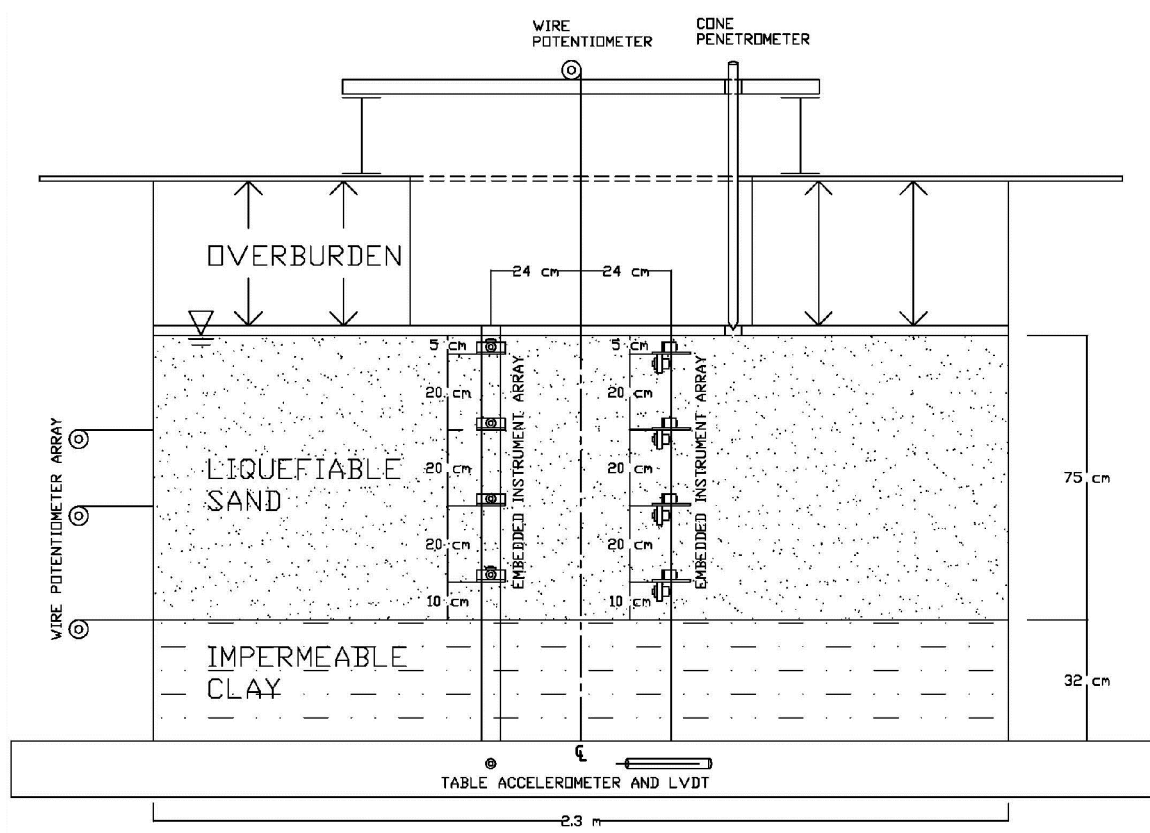 WIRE
POTENTIOMETER
CONE
PENETROMETER
OVERBURDEN
24 cm
24 cm
5 cm
5 cm
20 cm
20 cm
20 cm
20 cm
20 cm
20 cm
10 cm
10 cm
EMBEDDED INSTRUMENT ARRAY
EMBEDDED INSTRUMENT ARRAY
WIRE POTENTIOMETER ARRAY
LIQUEFIABLE
SAND
75 cm
IMPERMEABLE
CLAY
32 cm
CL
TABLE ACCELEROMETER AND LVDT
2.3 m